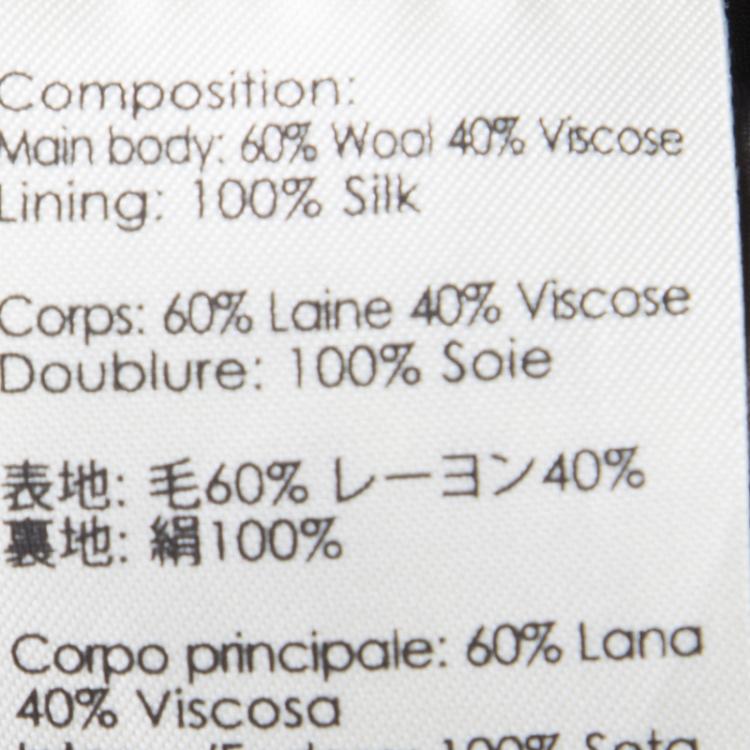 Composition:
Main body: 60% Wool 40% Viscose
Lining: 100% Silk
Corps: 60% Laine 40% Viscose
Doublure: 100% Soie
表地: 毛60% レーヨン40%
裏地: 絹100%
Corpo principale: 60% Lana
40% Viscosa
100% Seta